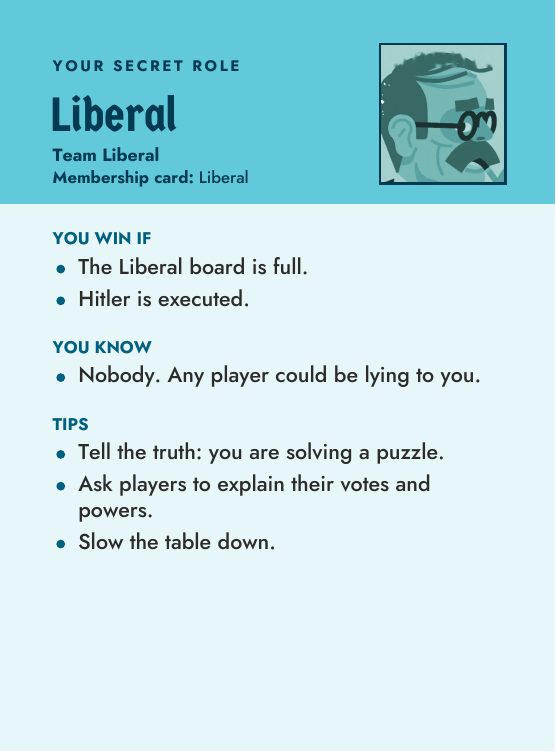 YOUR SECRET ROLE
Liberal
Team Liberal
Membership card: Liberal
YOU WIN IF
• The Liberal board is full.
• Hitler is executed.
YOU KNOW
• Nobody. Any player could be lying to you.
TIPS
• Tell the truth: you are solving a puzzle.
• Ask players to explain their votes and
powers.
• Slow the table down.